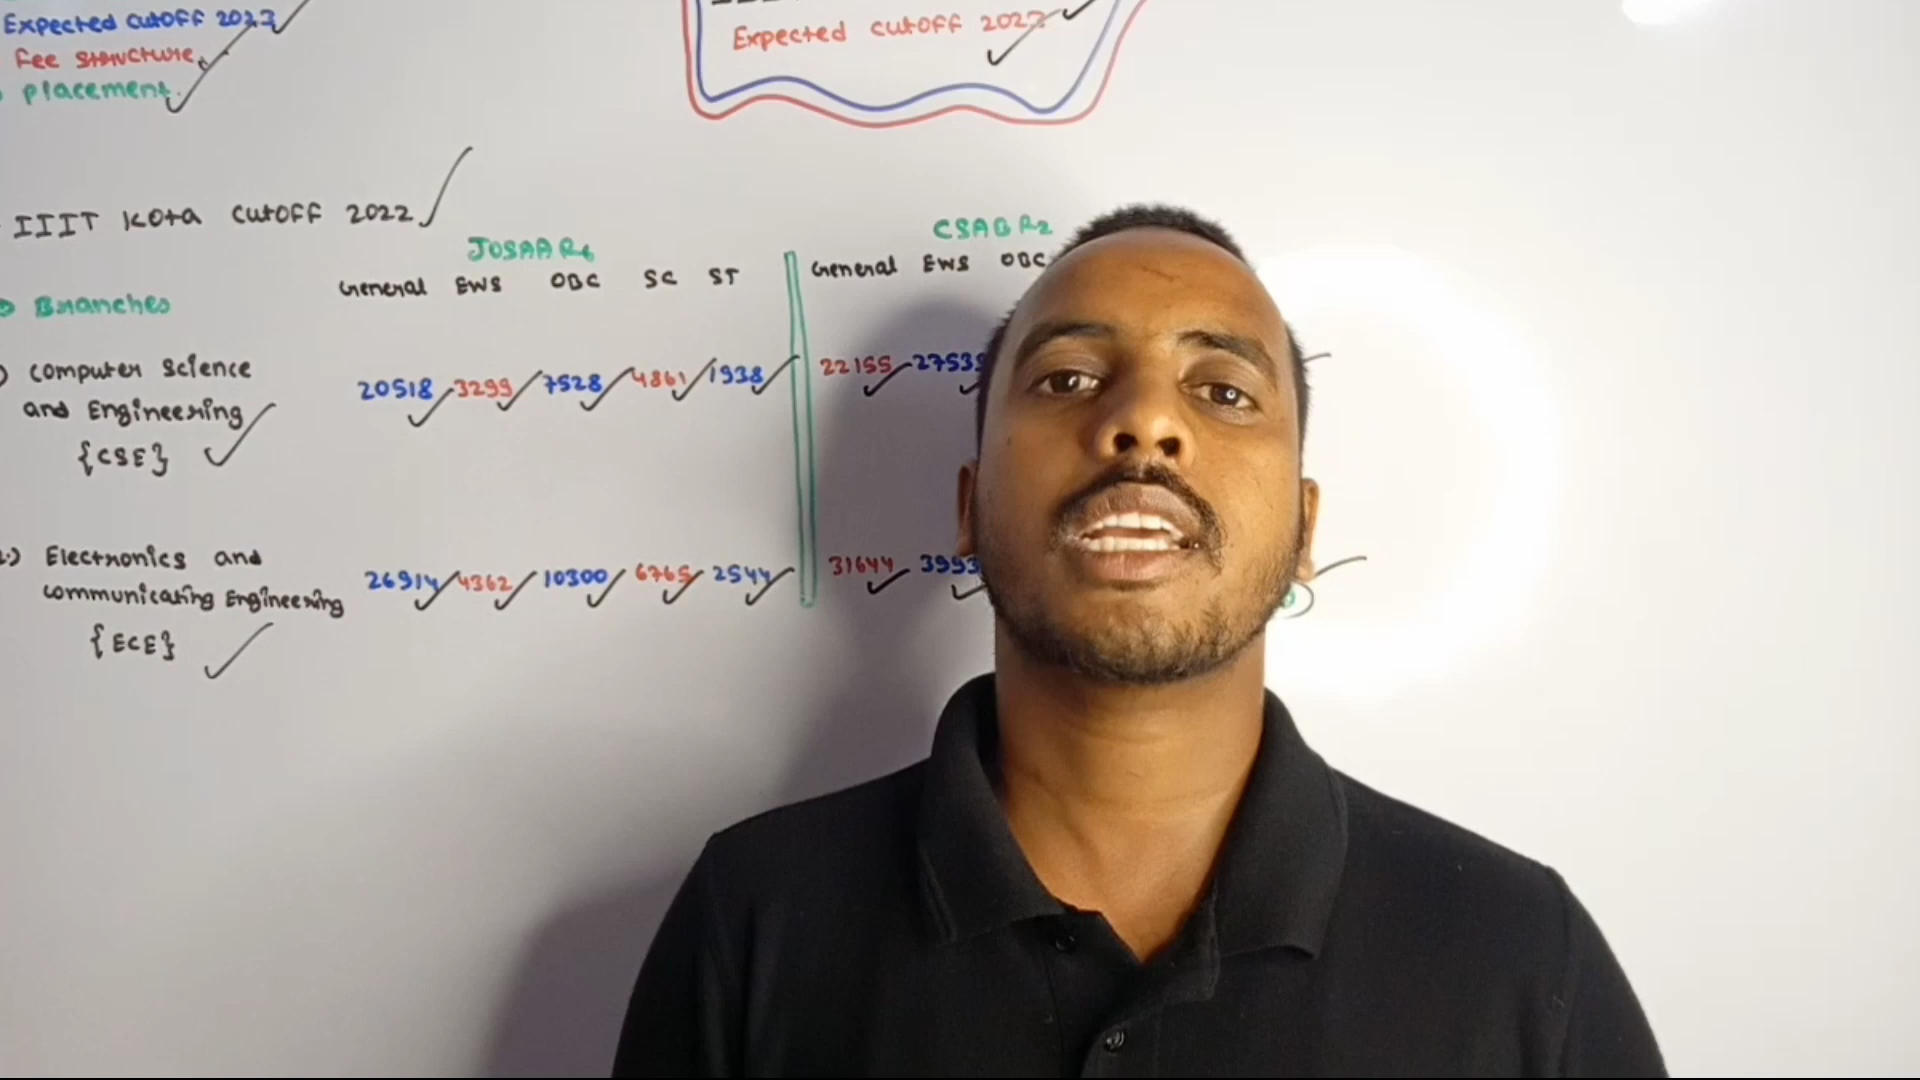 Expected cutoff 2023
Fee structure
placement
Expected cutoff 2023
IIIT Kota cutoff 2022
JOSAA R6
CSAB R2
General EWS OBC SC ST
General EWS OBC
Branches
computer science
and Engineering
{CSE}
20518 3299 7528 4861 1938
22155
Electronics and
communicating Engineering
{ECE}
26914 4362 10300 6765 2544
31644